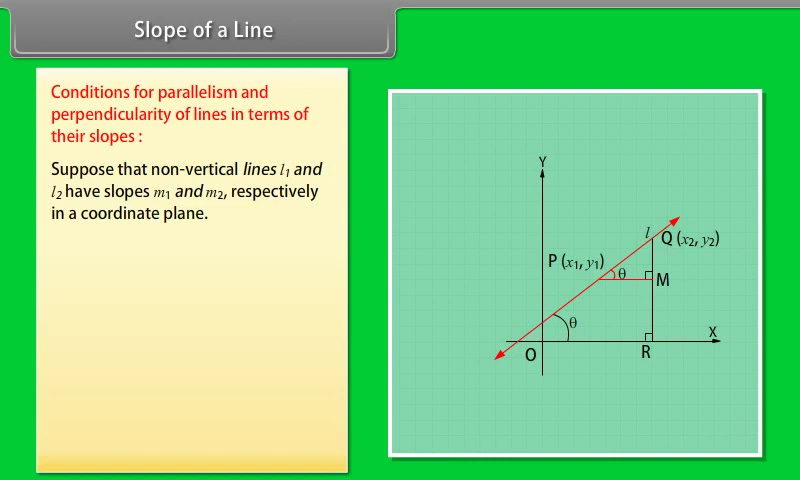 Slope of a Line
Conditions for parallelism and
perpendicularity of lines in terms of
their slopes :
Suppose that non-vertical lines l₁ and
l₂ have slopes m₁ and m₂, respectively
in a coordinate plane.
Y
l Q (x₂, y₂)
P (x₁, y₁)
θ M
θ
X
O R